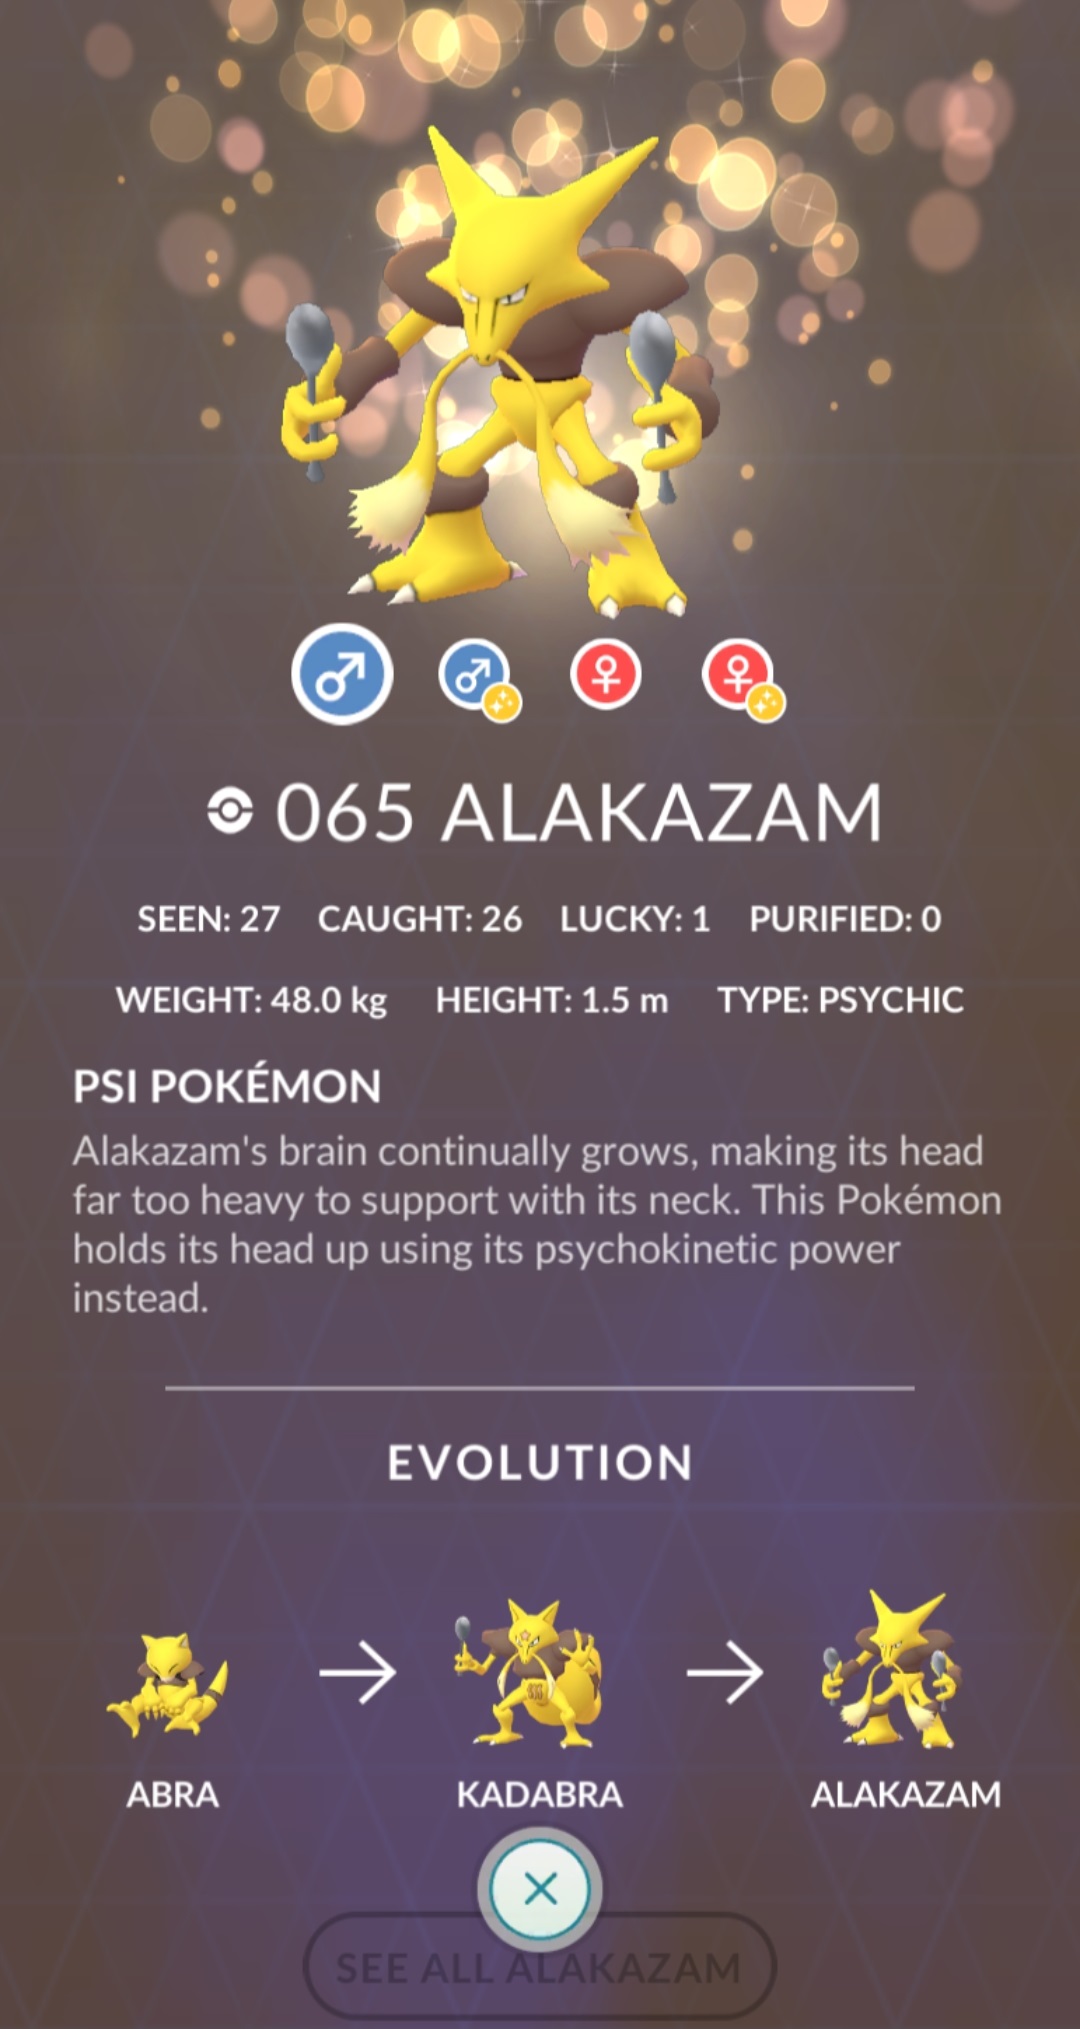 065 ALAKAZAM
SEEN: 27 CAUGHT: 26 LUCKY: 1 PURIFIED: 0
WEIGHT: 48.0 kg HEIGHT: 1.5 m TYPE: PSYCHIC
PSI POKÉMON
Alakazam's brain continually grows, making its head
far too heavy to support with its neck. This Pokémon
holds its head up using its psychokinetic power
instead.
EVOLUTION
ABRA KADABRA ALAKAZAM
SEE ALL ALAKAZAM